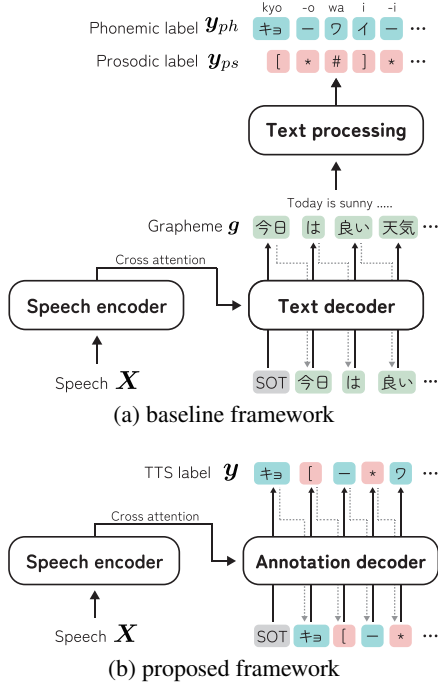 kyo -o wa i -i
Phonemic label y_ph キョ ー ワ イ ー ...
Prosodic label y_ps [ * # ] * ...
Text processing
Today is sunny .....
Grapheme g 今日 は 良い 天気 ...
Cross attention
Speech encoder Text decoder
Speech X SOT 今日 は 良い ...
(a) baseline framework
TTS label y キョ [ ー * ワ ...
Cross attention
Speech encoder Annotation decoder
Speech X SOT キョ [ ー * ...
(b) proposed framework